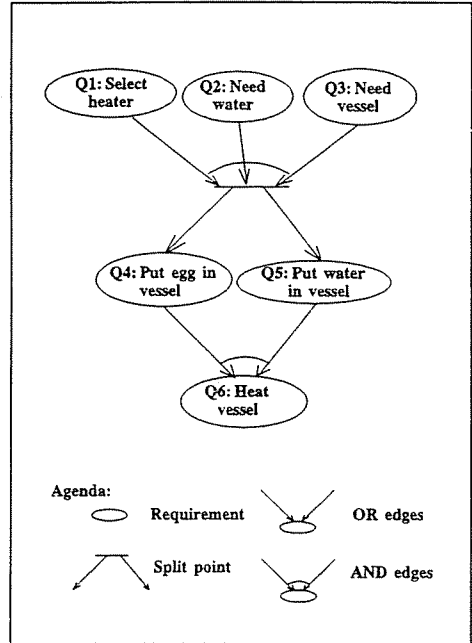 Q1: Select
heater
Q2: Need
water
Q3: Need
vessel
Q4: Put egg in
vessel
Q5: Put water
in vessel
Q6: Heat
vessel
Agenda:
Requirement
OR edges
Split point
AND edges